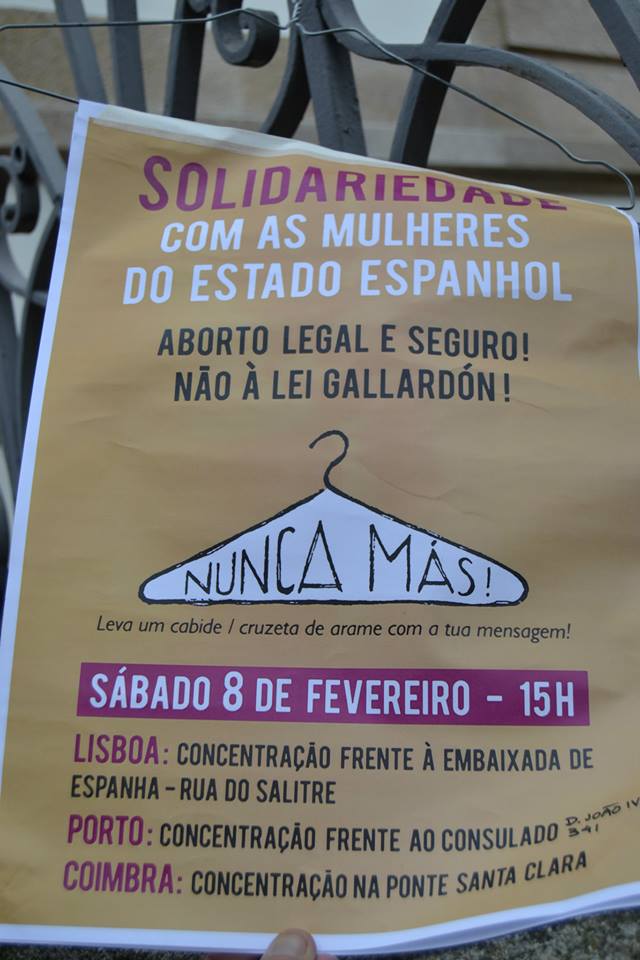 SOLIDARIEDADE
COM AS MULHERES
DO ESTADO ESPANHOL
ABORTO LEGAL E SEGURO!
NÃO À LEI GALLARDÓN!
NUNCA MÁS!
Leva um cabide / cruzeta de arame com a tua mensagem!
SÁBADO 8 DE FEVEREIRO - 15H
LISBOA: CONCENTRAÇÃO FRENTE À EMBAIXADA DE
ESPANHA - RUA DO SALITRE
PORTO: CONCENTRAÇÃO FRENTE AO CONSULADO D. JOÃO IV
341
COIMBRA: CONCENTRAÇÃO NA PONTE SANTA CLARA